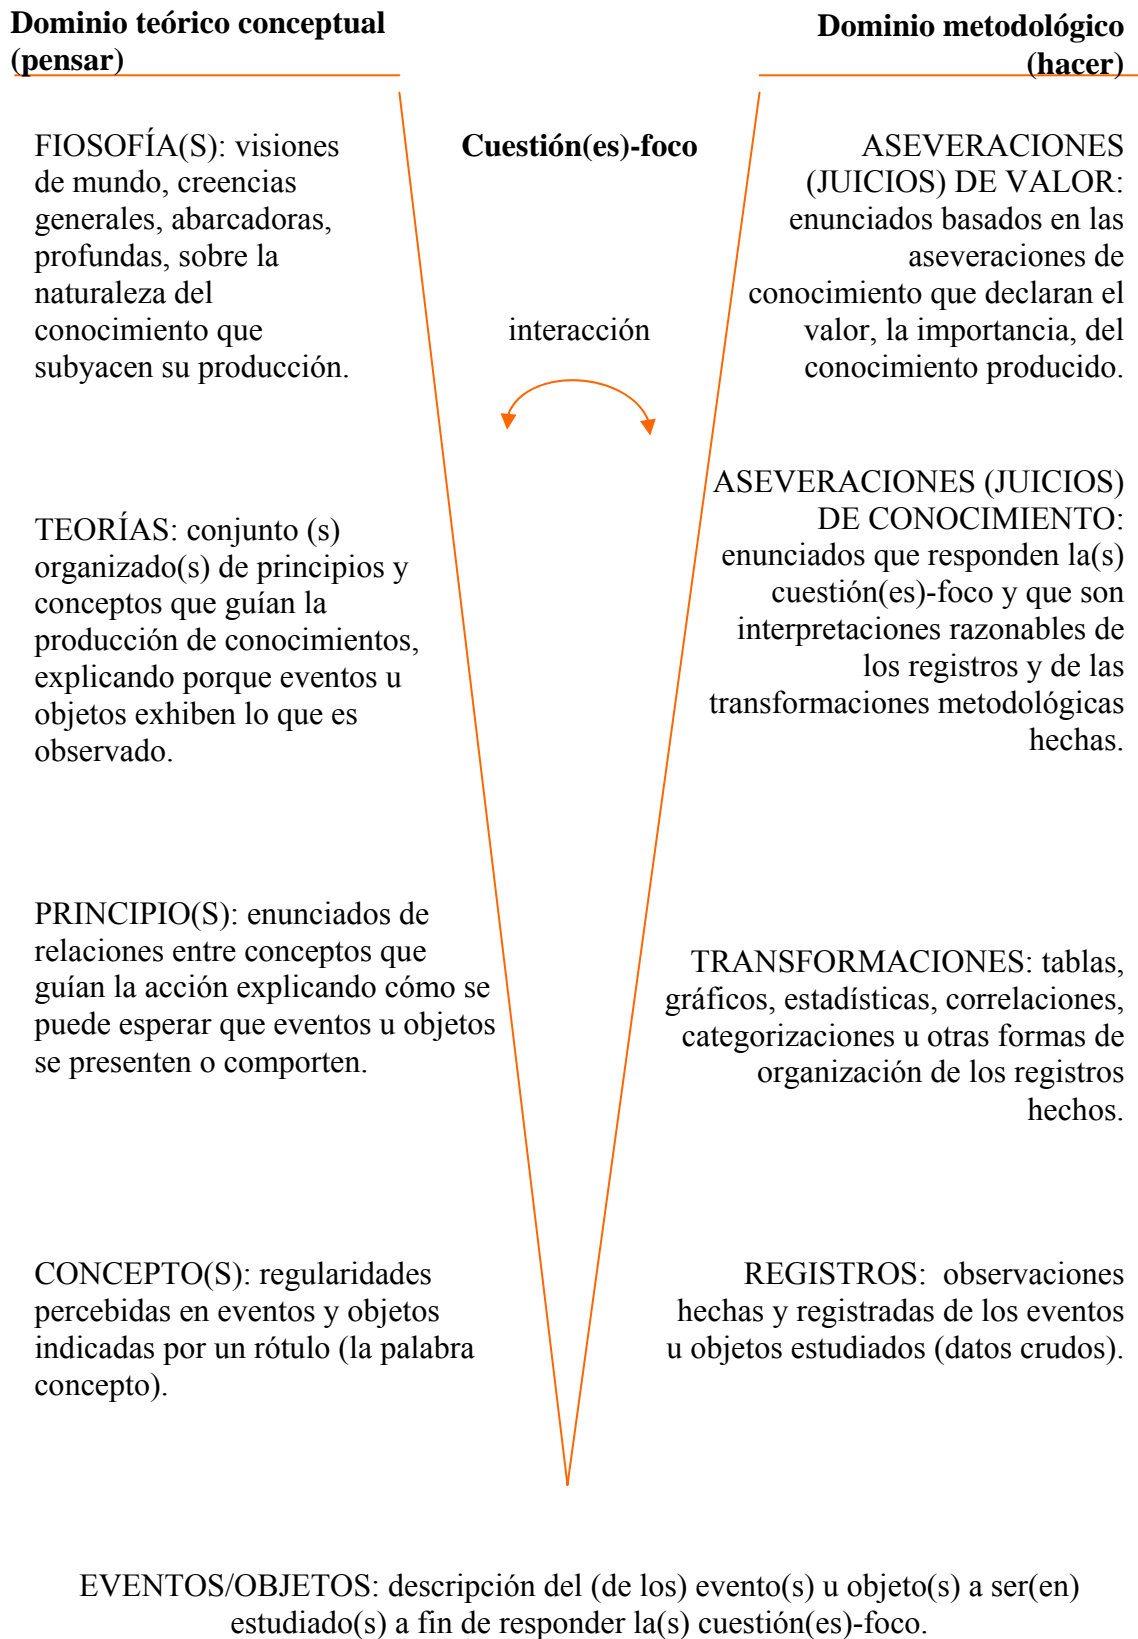 Dominio teórico conceptual
(pensar)
Dominio metodológico
(hacer)
Cuestión(es)-foco
interacción
FIOSOFÍA(S): visiones
de mundo, creencias
generales, abarcadoras,
profundas, sobre la
naturaleza del
conocimiento que
subyacen su producción.
TEORÍAS: conjunto (s)
organizado(s) de principios y
conceptos que guían la
producción de conocimientos,
explicando porque eventos u
objetos exhiben lo que es
observado.
PRINCIPIO(S): enunciados de
relaciones entre conceptos que
guían la acción explicando cómo se
puede esperar que eventos u objetos
se presenten o comporten.
CONCEPTO(S): regularidades
percebidas en eventos y objetos
indicadas por un rótulo (la palabra
concepto).
ASEVERACIONES
(JUICIOS) DE VALOR:
enunciados basados en las
aseveraciones de
conocimiento que declaran el
valor, la importancia, del
conocimiento producido.
ASEVERACIONES (JUICIOS)
DE CONOCIMIENTO:
enunciados que responden la(s)
cuestión(es)-foco y que son
interpretaciones razonables de
los registros y de las
transformaciones metodológicas
hechas.
TRANSFORMACIONES: tablas,
gráficos, estadísticas, correlaciones,
categorizaciones u otras formas de
organización de los registros
hechos.
REGISTROS: observaciones
hechas y registradas de los eventos
u objetos estudiados (datos crudos).
EVENTOS/OBJETOS: descripción del (de los) evento(s) u objeto(s) a ser(en)
estudiado(s) a fin de responder la(s) cuestión(es)-foco.